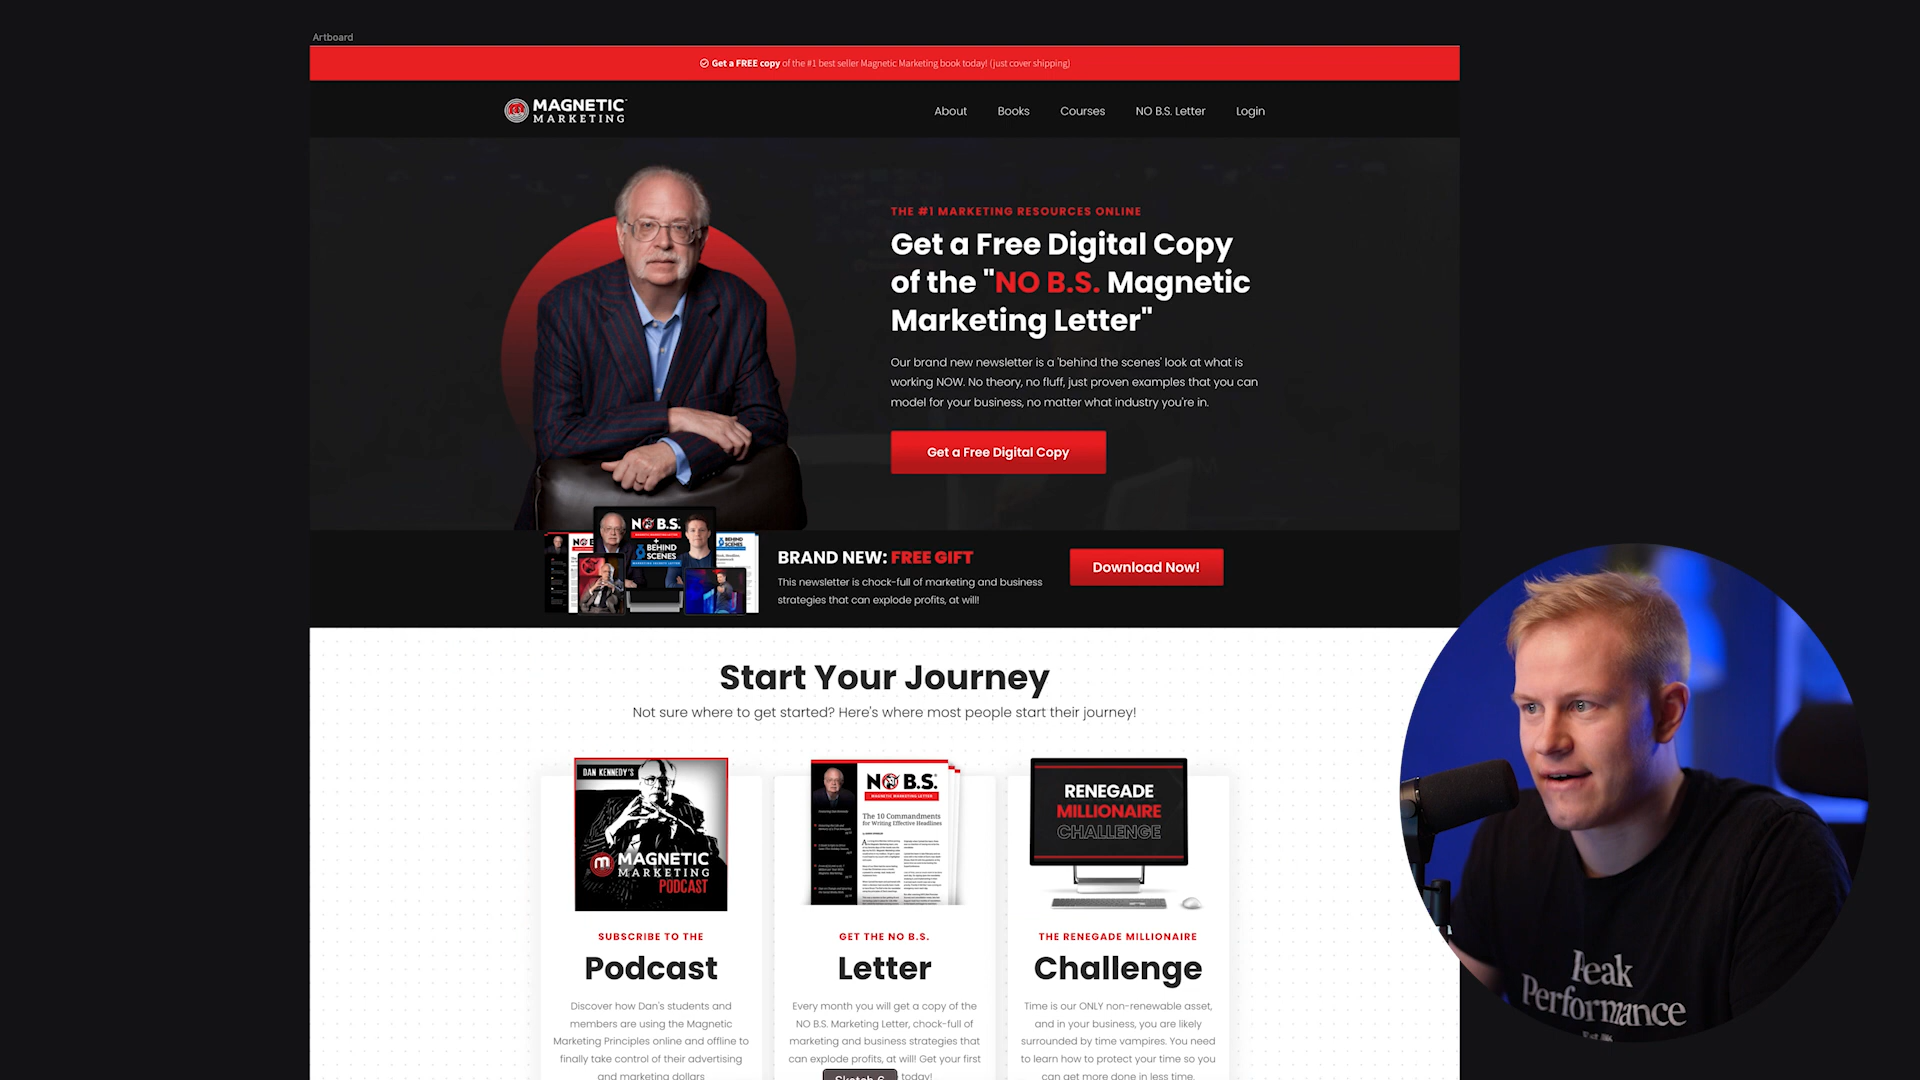 Artboard
Get a FREE copy of the #1 best seller Magnetic Marketing book today! (just cover shipping)
MAGNETIC
MARKETING
About
Books
Courses
NO B.S. Letter
Login
THE #1 MARKETING RESOURCES ONLINE
Get a Free Digital Copy
of the "NO B.S. Magnetic
Marketing Letter"
Our brand new newsletter is a 'behind the scenes' look at what is
working NOW. No theory, no fluff, just proven examples that you can
model for your business, no matter what industry you're in.
Get a Free Digital Copy
NO B.S.
+
BEHIND
SCENES
BRAND NEW: FREE GIFT
This newsletter is chock-full of marketing and business
strategies that can explode profits, at will!
Download Now!
Start Your Journey
Not sure where to get started? Here's where most people start their journey!
DAN KENNEDY'S
MAGNETIC
MARKETING
PODCAST
NO B.S.
MAGNETIC MARKETING LETTER
The 10 Commandments
for Writing Effective Headlines
RENEGADE
MILLIONAIRE
CHALLENGE
SUBSCRIBE TO THE
Podcast
Discover how Dan's students and
members are using the Magnetic
Marketing Principles online and offline to
finally take control of their advertising
and marketing dollars
GET THE NO B.S.
Letter
Every month you will get a copy of the
NO B.S. Marketing Letter, chock-full of
marketing and business strategies that
can explode profits, at will! Get your first
today!
THE RENEGADE MILLIONAIRE
Challenge
Time is our ONLY non-renewable asset,
and in your business, you are likely
surrounded by time vampires. You need
to learn how to protect your time so you
can get more done in less time.
Peak
Performance